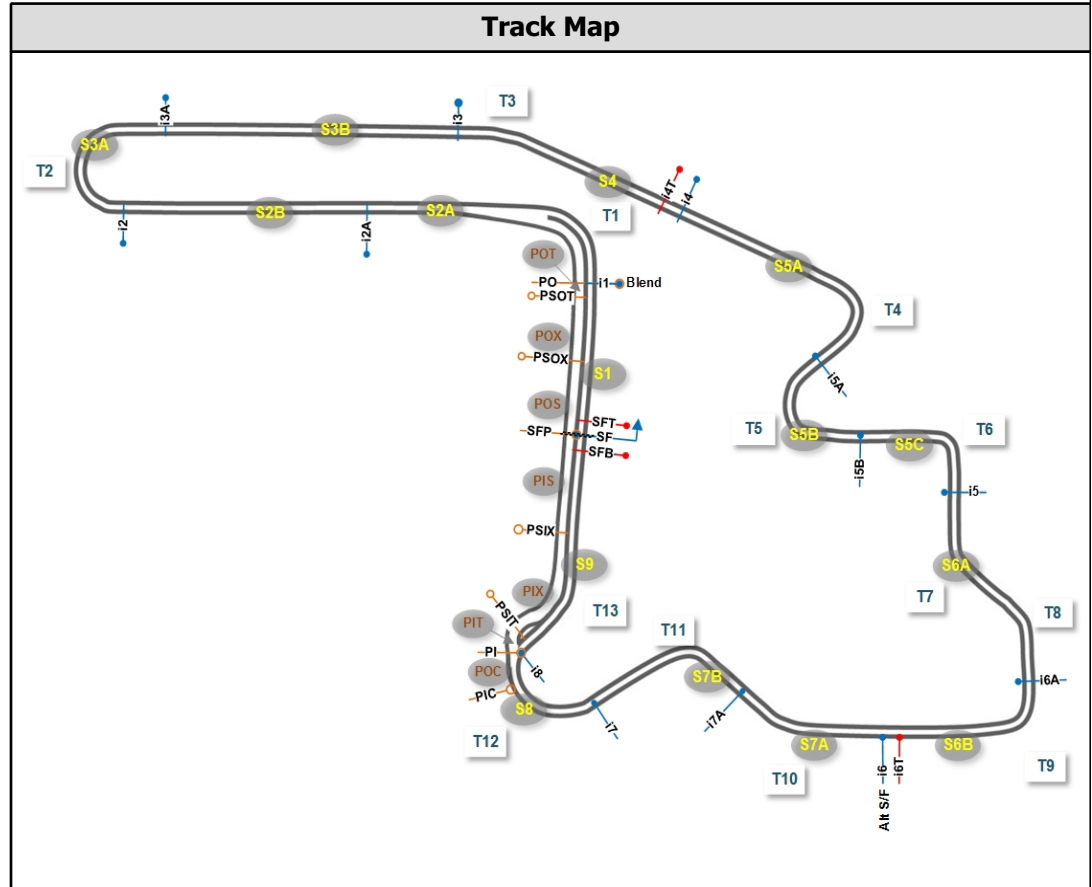 Track Map
i3A
i3
T3
S3B
S3A
T2
S4
i4T
i4
T1
i2
S2B
i2A
S2A
POT
S5A
PO
i1
Blend
PSOT
T4
POX
PSOX
S1
i5A
POS
SFT
SFP
SF
SFB
T5
S5B
S5C
T6
i5B
PIS
i5
PSIX
S9
S6A
PIX
T7
PSIT
T13
T8
PIT
T11
PI
i8
POC
S7B
i6A
PIC
S8
i7
i7A
T12
S7A
i6
i6T
S6B
T10
T9
Alt S/F